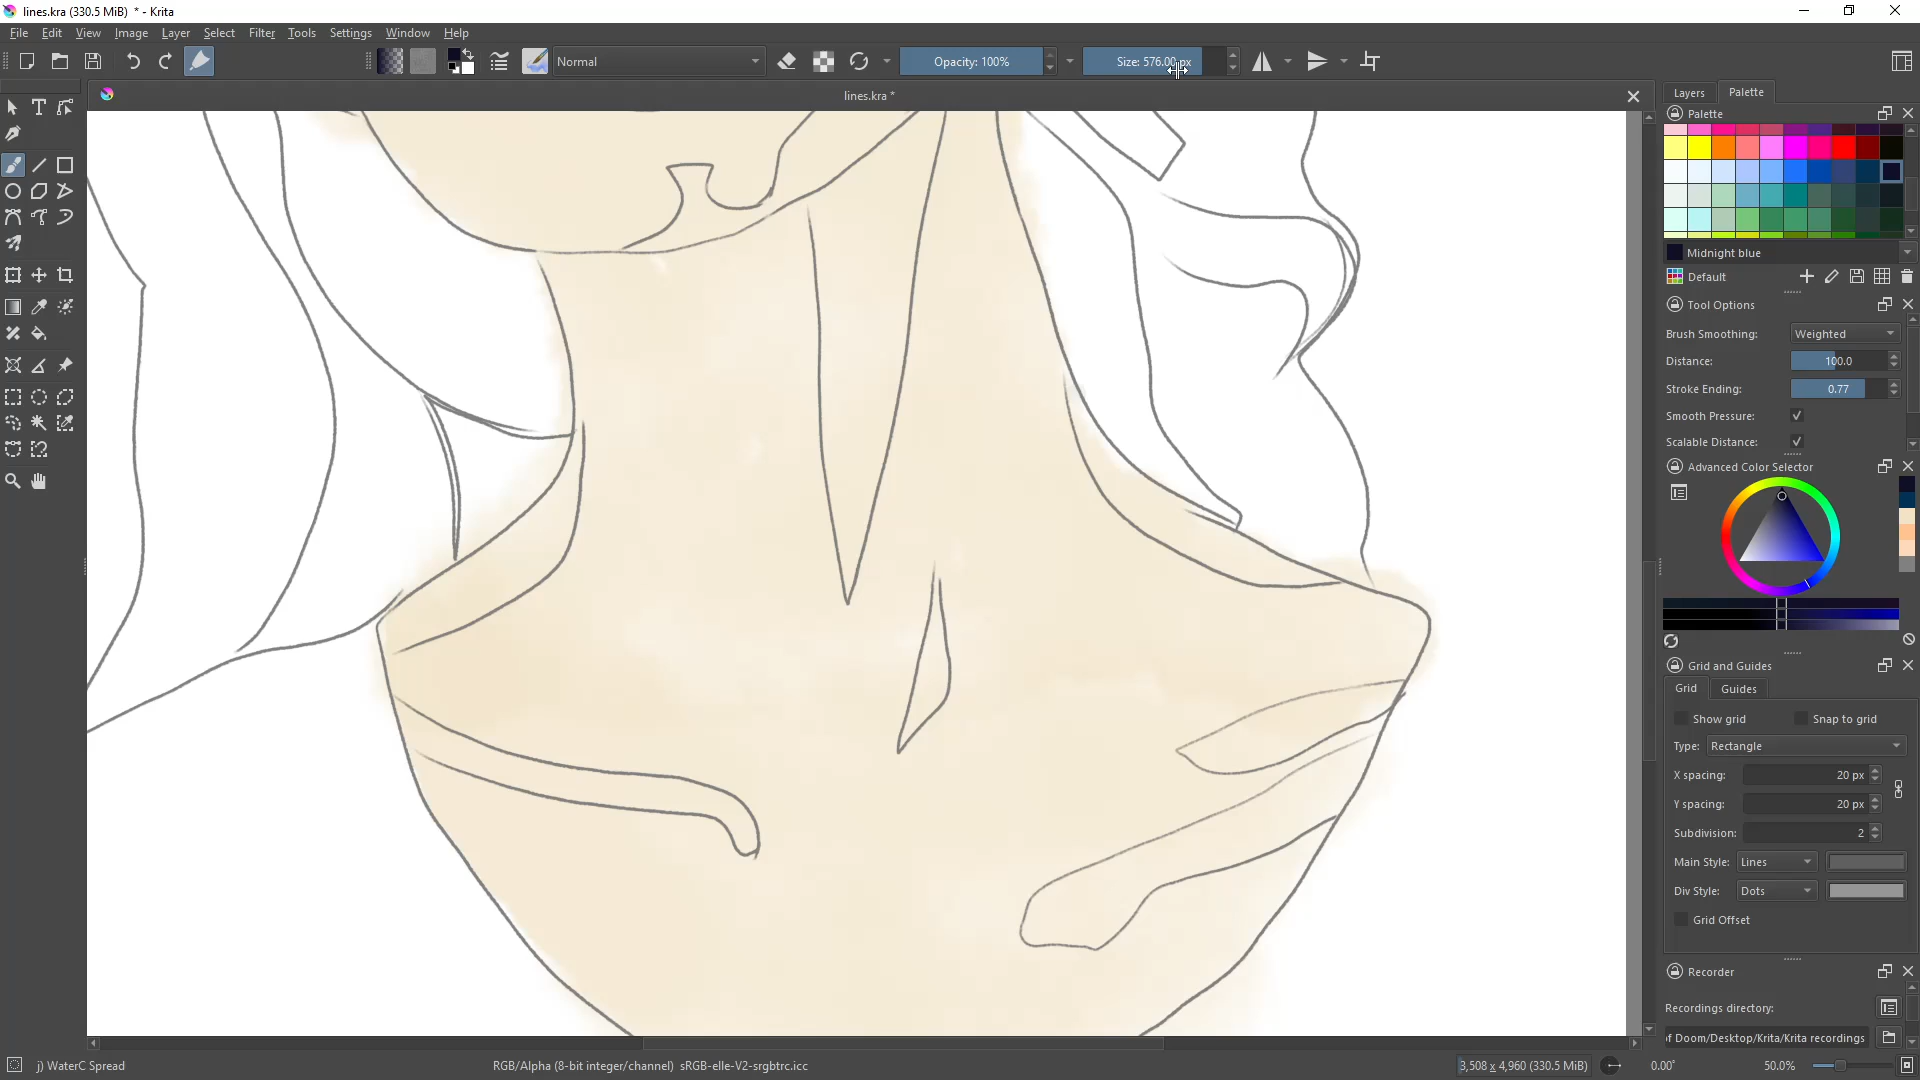 lines.kra (330.5 MiB) * - Krita
File Edit View Image Layer Select Filter Tools Settings Window Help
Normal
Opacity: 100%
Size: 576.00 px
lines.kra *
Layers Palette
Palette
Midnight blue
Default
Tool Options
Brush Smoothing: Weighted
Distance: 100.0
Stroke Ending: 0.77
Smooth Pressure:
Scalable Distance:
Advanced Color Selector
Grid and Guides
Grid Guides
Show grid Snap to grid
Type: Rectangle
X spacing: 20 px
Y spacing: 20 px
Subdivision: 2
Main Style: Lines
Div Style: Dots
Grid Offset
Recorder
Recordings directory:
f Doom/Desktop/Krita/Krita recordings
j) WaterC Spread
RGB/Alpha (8-bit integer/channel) sRGB-elle-V2-srgbtrc.icc
3,508 x 4,960 (330.5 MiB)
0.00°
50.0%